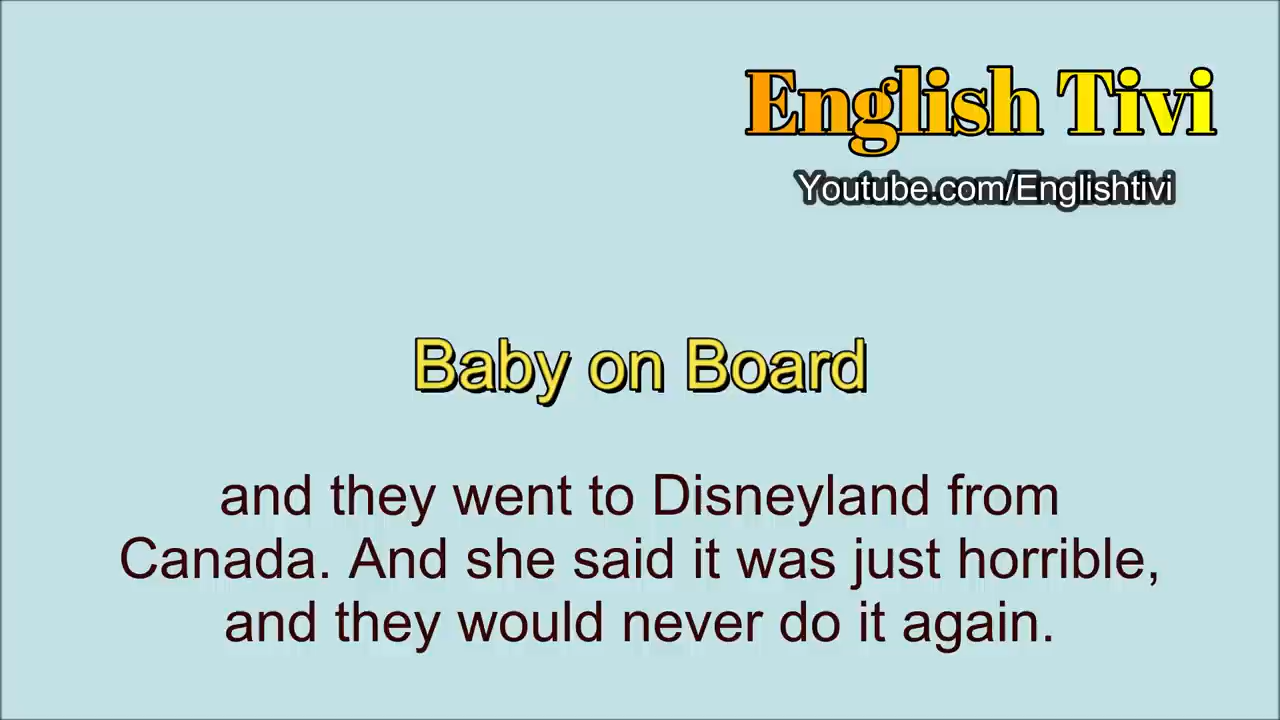 English Tivi
Youtube.com/Englishtivi
Baby on Board
and they went to Disneyland from
Canada. And she said it was just horrible,
and they would never do it again.